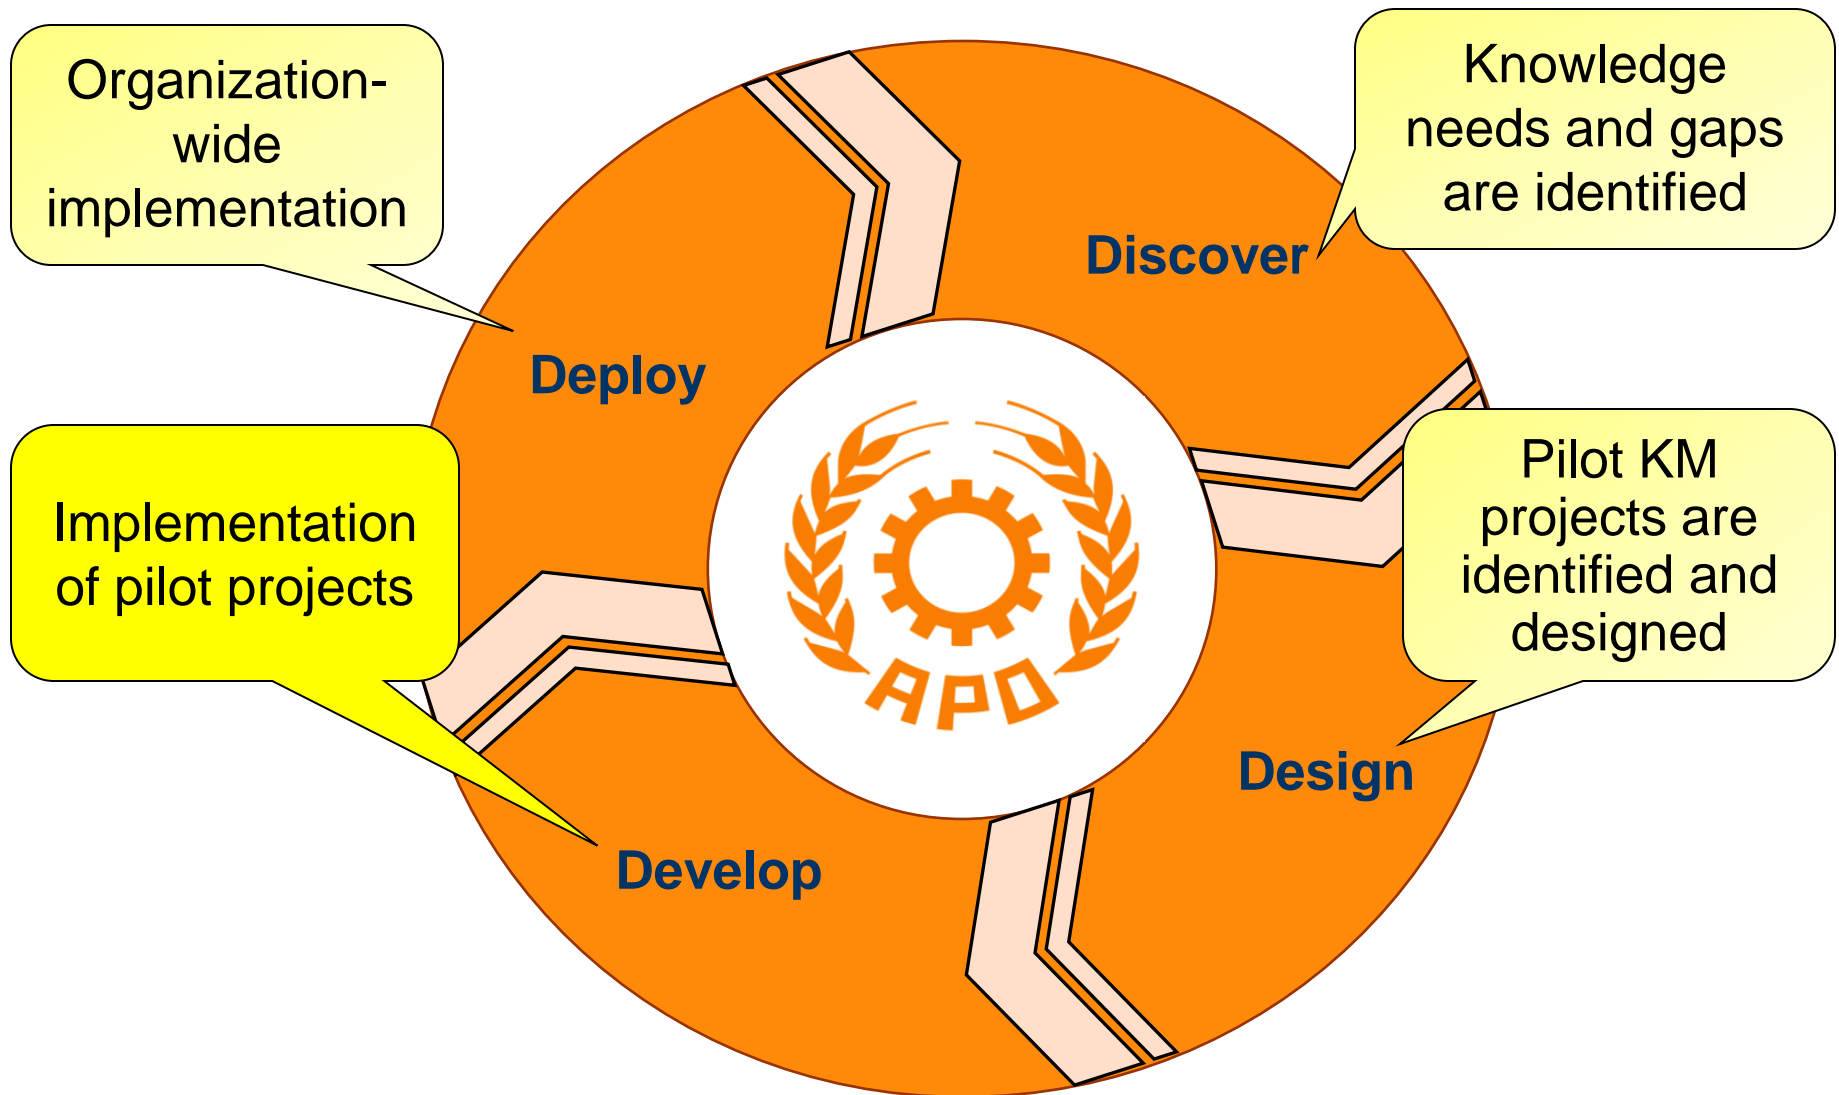 Organization-
wide
implementation
Knowledge
needs and gaps
are identified
Discover
Deploy
Implementation
of pilot projects
Pilot KM
projects are
identified and
designed
APO
Design
Develop